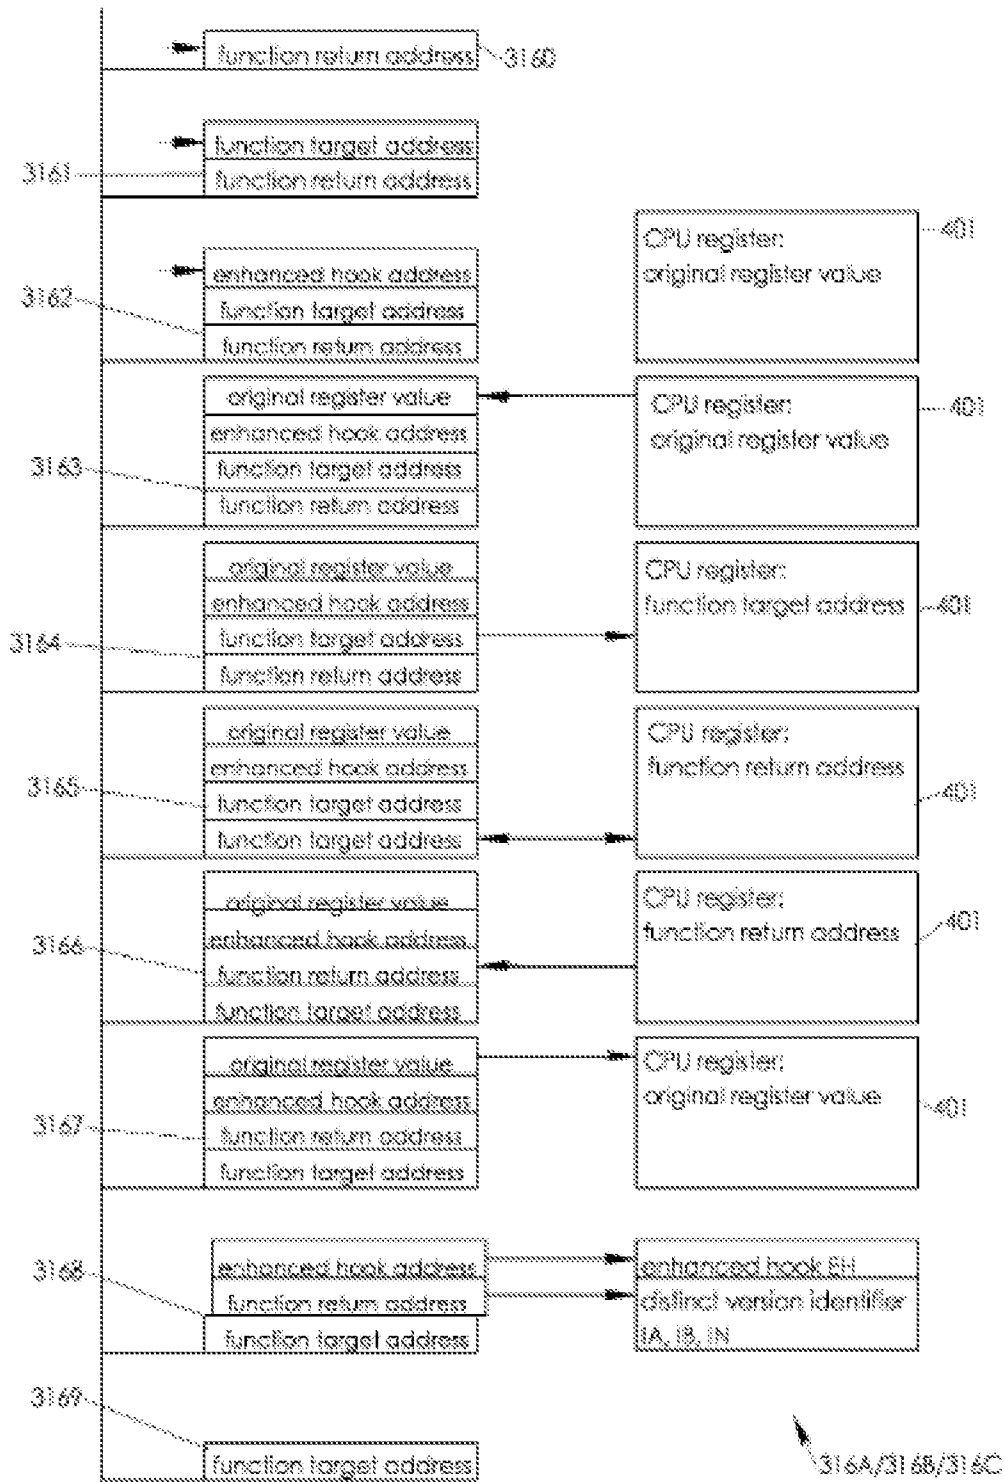 function return address
3160
function target address
3161
function return address
CPU register:
401
original register value
enhanced hook address
3162
function target address
function return address
original register value
CPU register:
401
original register value
enhanced hook address
3163
function target address
function return address
original register value
CPU register:
enhanced hook address
function target address
401
function target address
3164
function return address
original register value
CPU register:
enhanced hook address
function return address
3165
function target address
401
function target address
original register value
CPU register:
enhanced hook address
function return address
401
3166
function return address
function target address
original register value
CPU register:
enhanced hook address
original register value
401
3167
function return address
function target address
enhanced hook address
enhanced hook EH
3168
function return address
distinct version identifier
function target address
IA, IB, IN
3169
function target address
316A/316B/316C